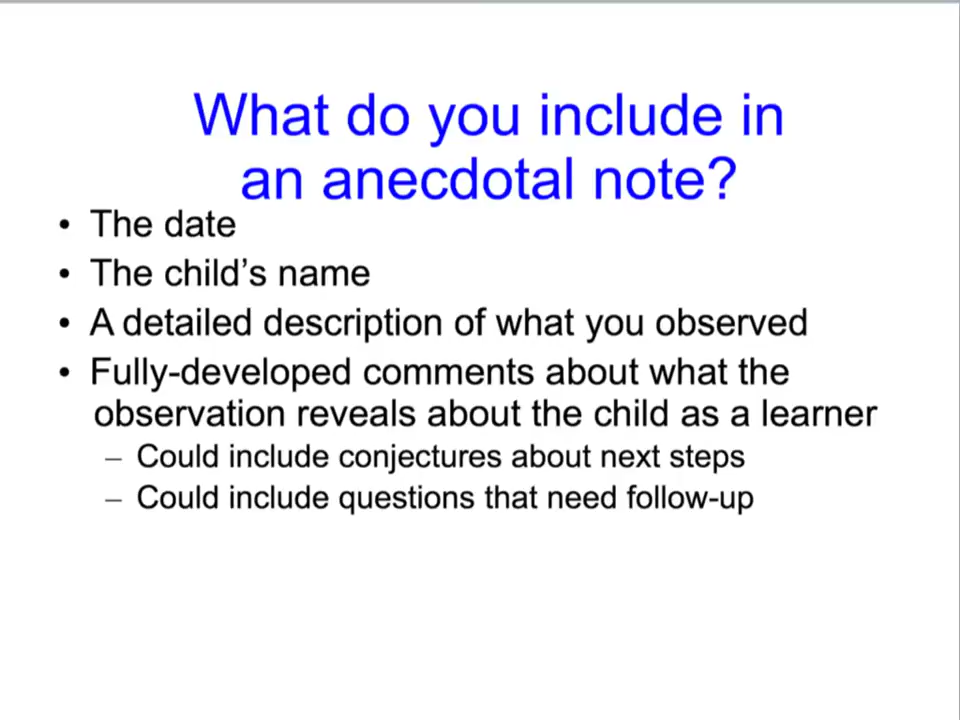 What do you include in
an anecdotal note?
• The date
• The child’s name
• A detailed description of what you observed
• Fully-developed comments about what the
observation reveals about the child as a learner
– Could include conjectures about next steps
– Could include questions that need follow-up